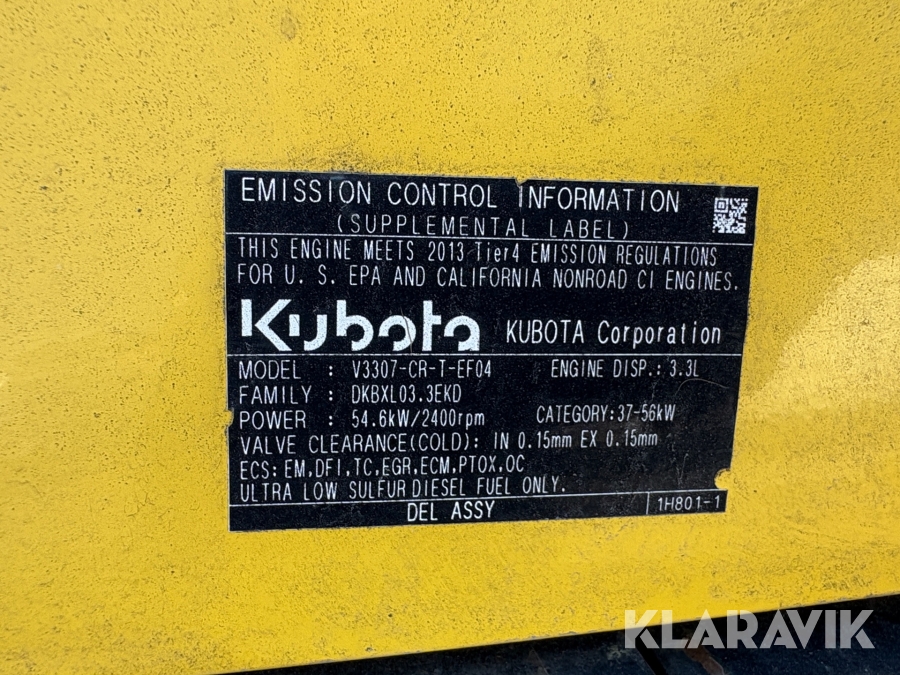 EMISSION CONTROL INFORMATION
(SUPPLEMENTAL LABEL)
THIS ENGINE MEETS 2013 Tier4 EMISSION REGULATIONS
FOR U. S. EPA AND CALIFORNIA NONROAD CI ENGINES.
Kubota KUBOTA Corporation
MODEL : V3307-CR-T-EF04 ENGINE DISP.: 3.3L
FAMILY : DKBXL03.3EKD
POWER : 54.6kW/2400rpm CATEGORY:37-56kW
VALVE CLEARANCE(COLD): IN 0.15mm EX 0.15mm
ECS: EM,DFI,TC,EGR,ECM,PTOX,OC
ULTRA LOW SULFUR DIESEL FUEL ONLY.
DEL ASSY 1H801-1
KLARAVIK